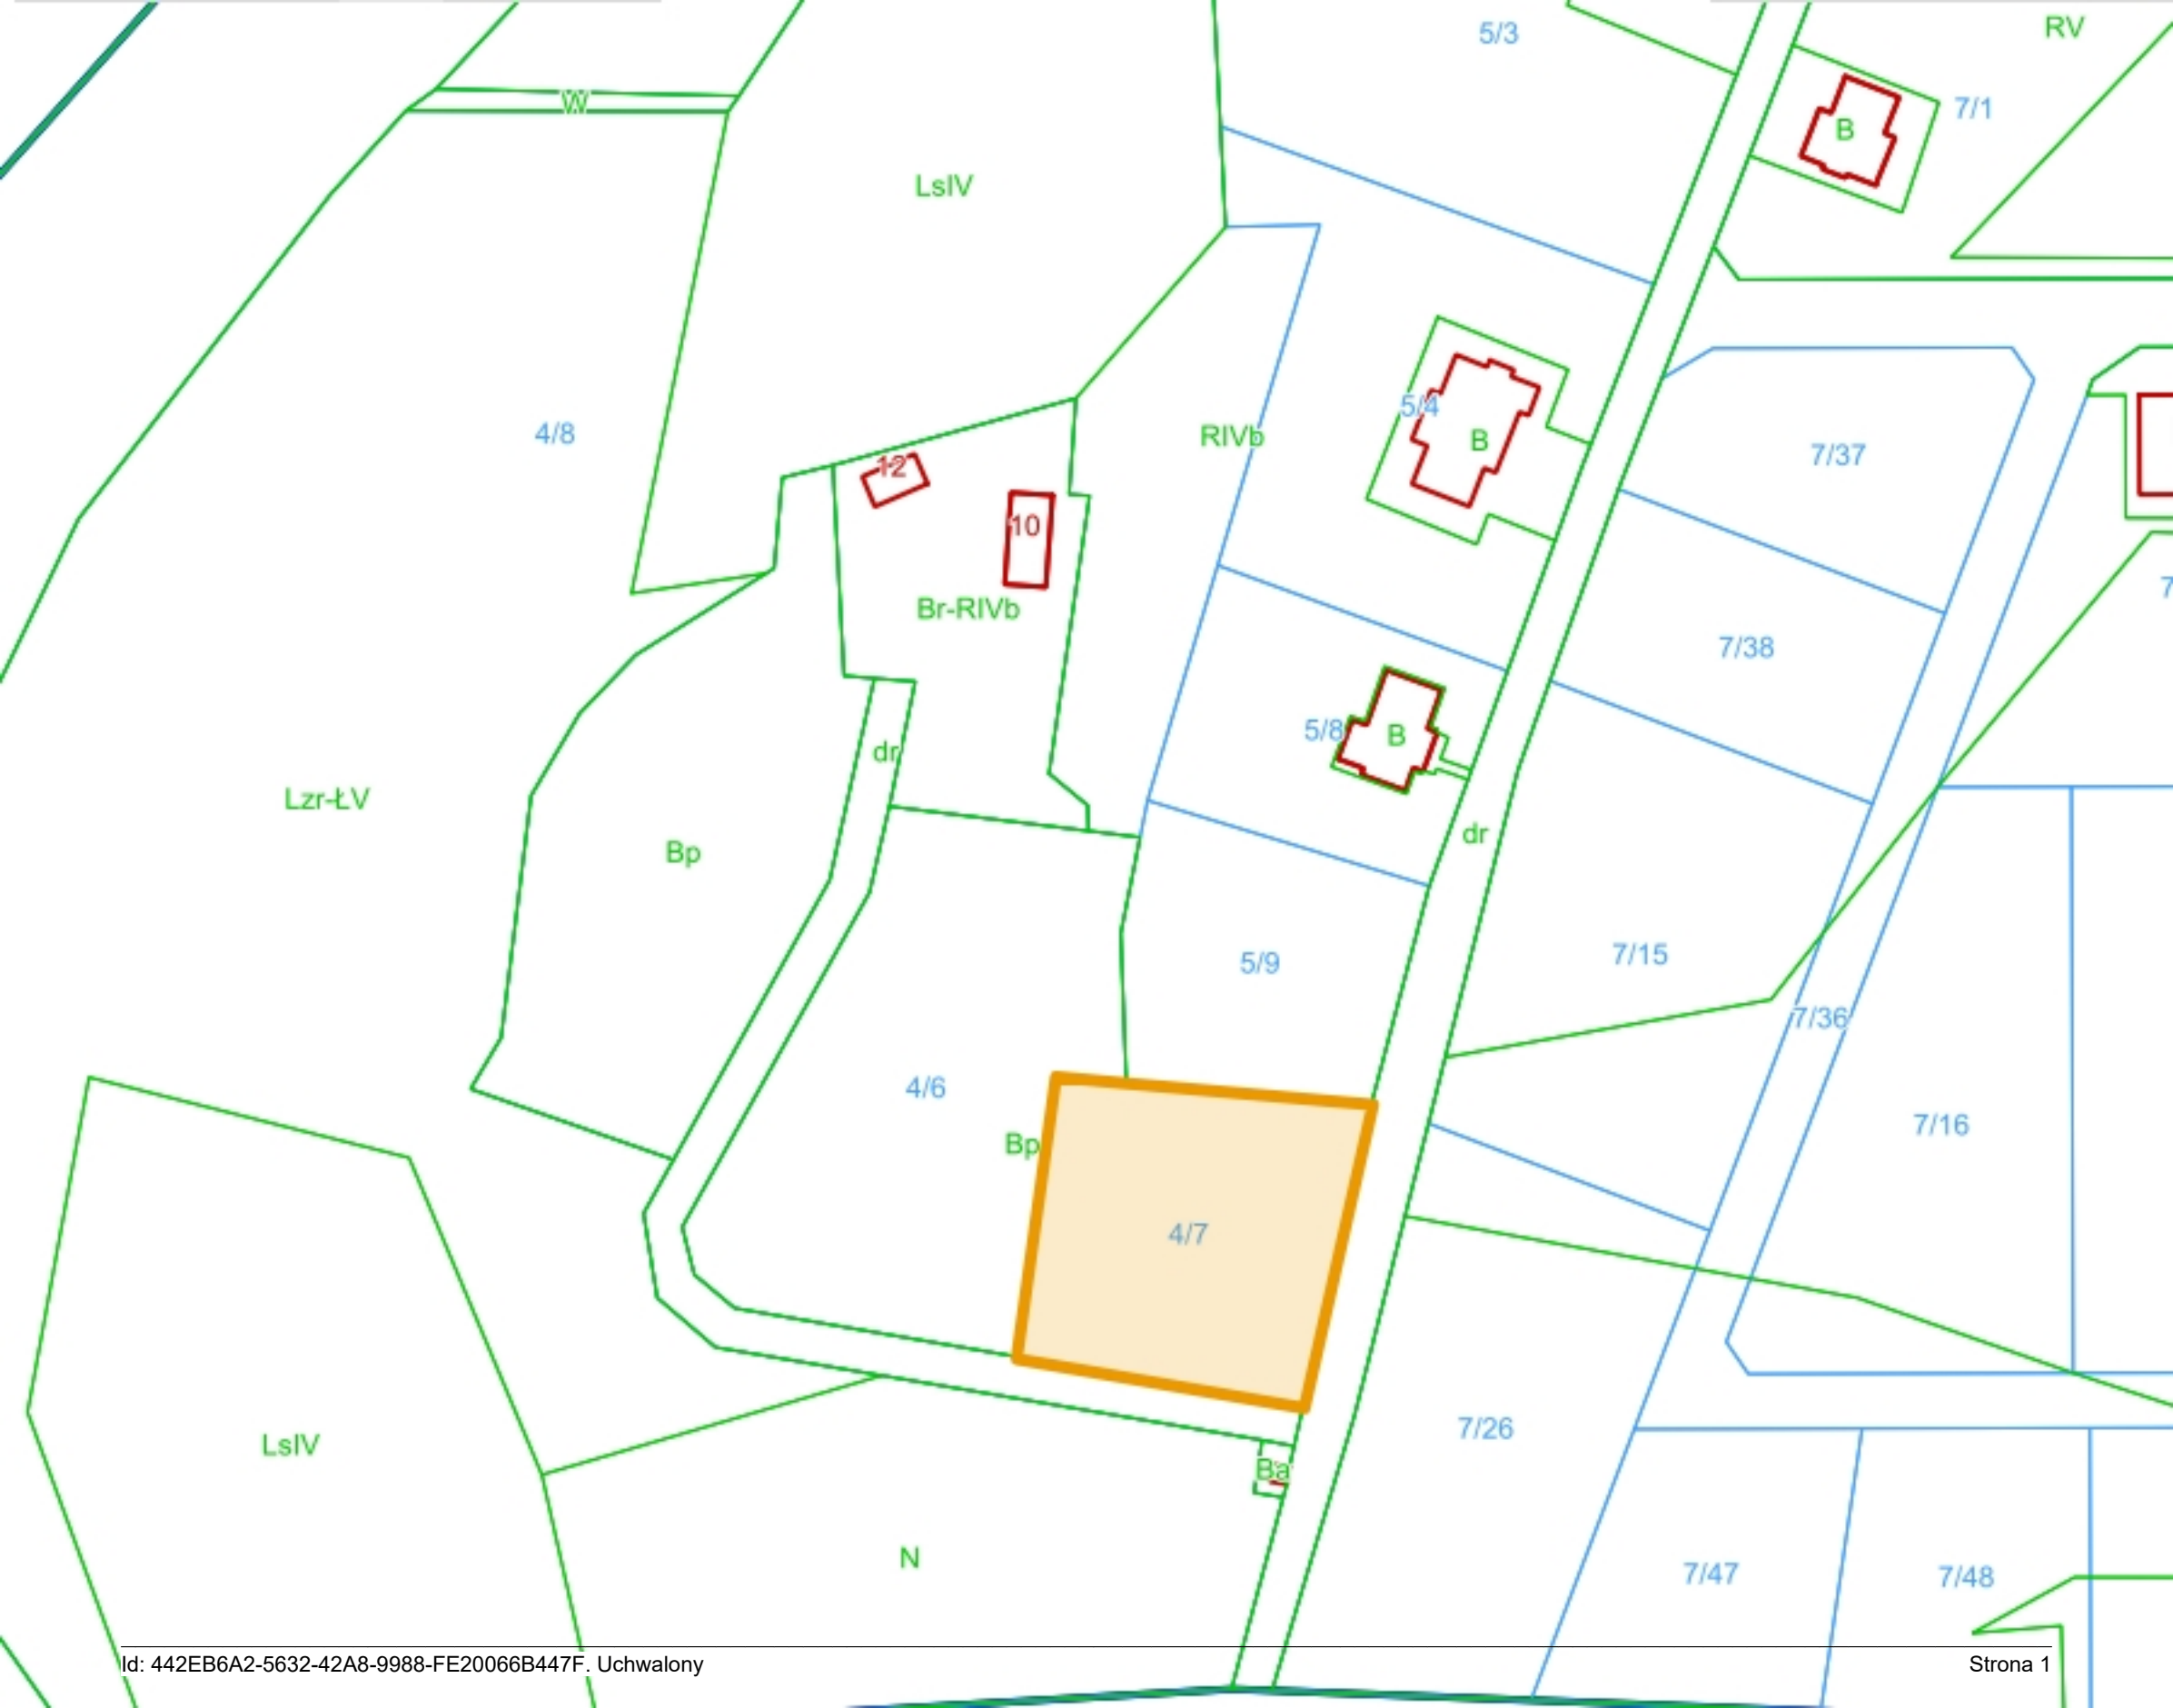 5/3
RV
W
7/1
B
LsIV
5/4
4/8
RIVb
B
7/37
12
10
7
Br-RIVb
7/38
5/8
B
dr
Lzr-ŁV
dr
Bp
7/15
5/9
7/36
4/6
7/16
Bp
4/7
7/26
LsIV
Ba
N
7/47
7/48
Id: 442EB6A2-5632-42A8-9988-FE20066B447F. Uchwalony
Strona 1